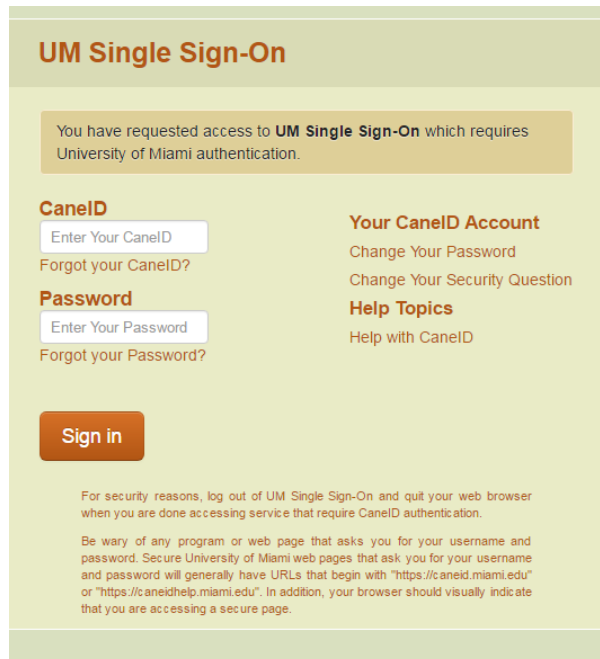 UM Single Sign-On
You have requested access to UM Single Sign-On which requires
University of Miami authentication.
CaneID
Enter Your CaneID
Forgot your CaneID?
Password
Enter Your Password
Forgot your Password?
Sign in
Your CaneID Account
Change Your Password
Change Your Security Question
Help Topics
Help with CaneID
For security reasons, log out of UM Single Sign-On and quit your web browser
when you are done accessing service that require CaneID authentication.
Be wary of any program or web page that asks you for your username and
password. Secure University of Miami web pages that ask you for your username
and password will generally have URLs that begin with "https://caneid.miami.edu"
or "https://caneidhelp.miami.edu". In addition, your browser should visually indicate
that you are accessing a secure page.